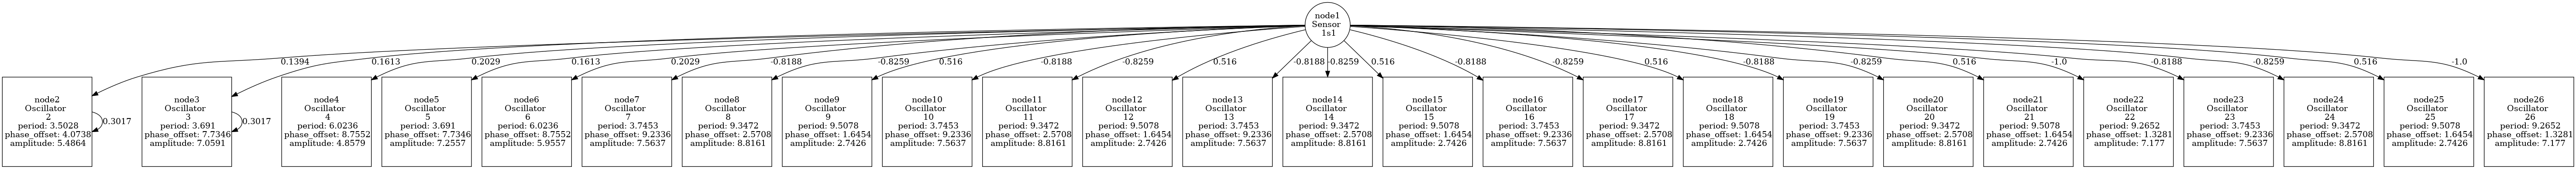 node1
Sensor
1s1
0.1394
0.1613
0.2029
0.1613
0.2029
-0.8188
-0.8259
0.516
-0.8188
-0.8259
0.516
-0.8188
-0.8259
0.516
-0.8188
-0.8259
0.516
-0.8188
-0.8259
0.516
-1.0
-0.8188
-0.8259
0.516
-1.0
node2
Oscillator
2
period: 3.5028
phase_offset: 4.0738
amplitude: 5.4864
0.3017
node3
Oscillator
3
period: 3.691
phase_offset: 7.7346
amplitude: 7.0591
0.3017
node4
Oscillator
4
period: 6.0236
phase_offset: 8.7552
amplitude: 4.8579
node5
Oscillator
5
period: 3.691
phase_offset: 7.7346
amplitude: 7.2557
node6
Oscillator
6
period: 6.0236
phase_offset: 8.7552
amplitude: 5.9557
node7
Oscillator
7
period: 3.7453
phase_offset: 9.2336
amplitude: 7.5637
node8
Oscillator
8
period: 9.3472
phase_offset: 2.5708
amplitude: 8.8161
node9
Oscillator
9
period: 9.5078
phase_offset: 1.6454
amplitude: 2.7426
node10
Oscillator
10
period: 3.7453
phase_offset: 9.2336
amplitude: 7.5637
node11
Oscillator
11
period: 9.3472
phase_offset: 2.5708
amplitude: 8.8161
node12
Oscillator
12
period: 9.5078
phase_offset: 1.6454
amplitude: 2.7426
node13
Oscillator
13
period: 3.7453
phase_offset: 9.2336
amplitude: 7.5637
node14
Oscillator
14
period: 9.3472
phase_offset: 2.5708
amplitude: 8.8161
node15
Oscillator
15
period: 9.5078
phase_offset: 1.6454
amplitude: 2.7426
node16
Oscillator
16
period: 3.7453
phase_offset: 9.2336
amplitude: 7.5637
node17
Oscillator
17
period: 9.3472
phase_offset: 2.5708
amplitude: 8.8161
node18
Oscillator
18
period: 9.5078
phase_offset: 1.6454
amplitude: 2.7426
node19
Oscillator
19
period: 3.7453
phase_offset: 9.2336
amplitude: 7.5637
node20
Oscillator
20
period: 9.3472
phase_offset: 2.5708
amplitude: 8.8161
node21
Oscillator
21
period: 9.5078
phase_offset: 1.6454
amplitude: 2.7426
node22
Oscillator
22
period: 9.2652
phase_offset: 1.3281
amplitude: 7.177
node23
Oscillator
23
period: 3.7453
phase_offset: 9.2336
amplitude: 7.5637
node24
Oscillator
24
period: 9.3472
phase_offset: 2.5708
amplitude: 8.8161
node25
Oscillator
25
period: 9.5078
phase_offset: 1.6454
amplitude: 2.7426
node26
Oscillator
26
period: 9.2652
phase_offset: 1.3281
amplitude: 7.177